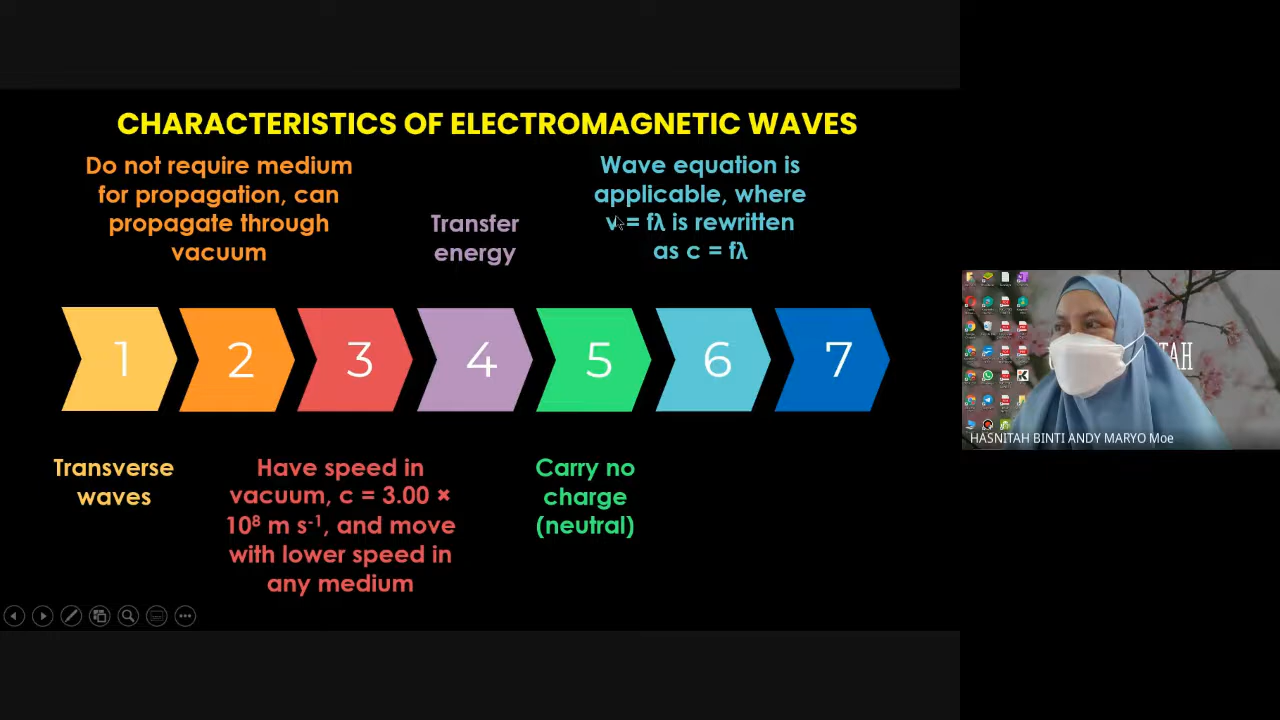 CHARACTERISTICS OF ELECTROMAGNETIC WAVES
Do not require medium
for propagation, can
propagate through
vacuum
Transfer
energy
Wave equation is
applicable, where
v = fλ is rewritten
as c = fλ
1
2
3
4
5
6
7
Transverse
waves
Have speed in
vacuum, c = 3.00 ×
10⁸ m s⁻¹, and move
with lower speed in
any medium
Carry no
charge
(neutral)
HASNITAH BINTI ANDY MARYO Moe